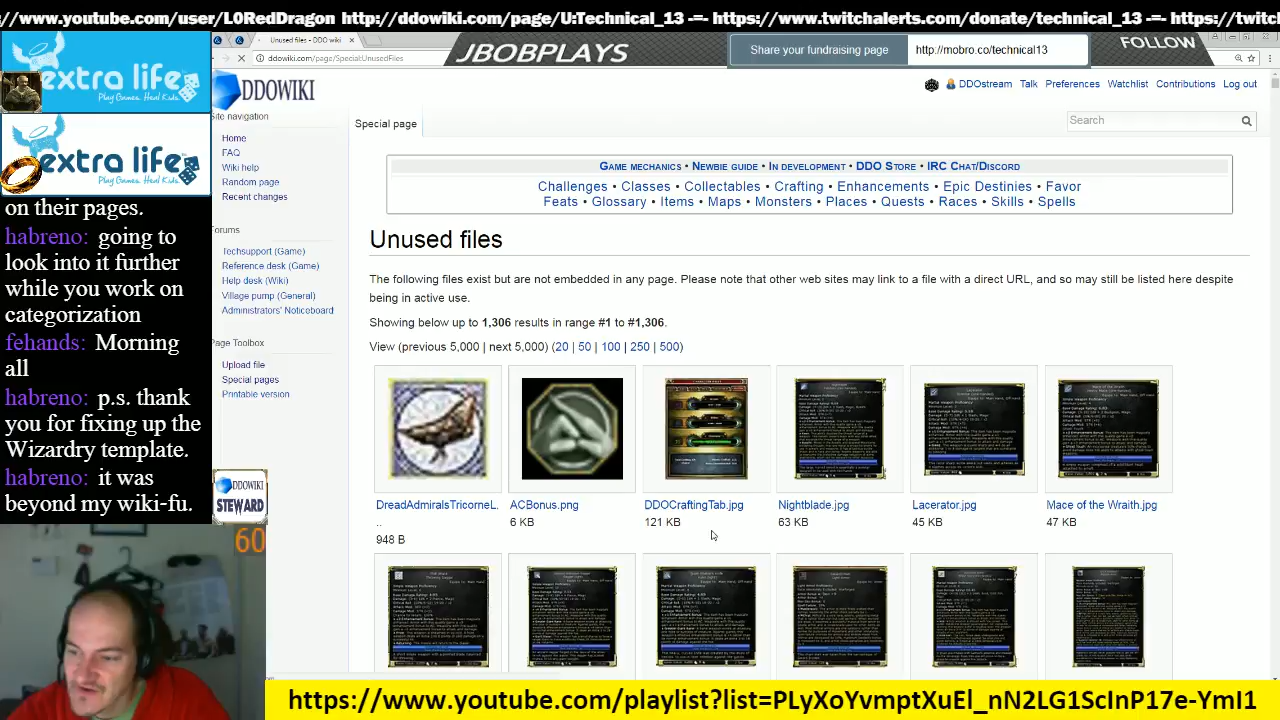 ://www.youtube.com/user/L0RedDragon http://ddowiki.com/page/U:Technical_13 -=- https://www.twitchalerts.com/donate/technical_13 -=- https://twitc
Unused files - DDO wiki
ddowiki.com/page/Special:UnusedFiles
JBOBPLAYS
Share your fundraising page
http://mobro.co/technical13
FOLLOW
extra life
Play Games. Heal Kids.
extra life
Play Games. Heal Kids.
on their pages.
habreno: going to
look into it further
while you work on
categorization
fehands: Morning
all
habreno: p.s. thank
you for fixing up the
Wizardry template.
habreno: it was
beyond my wiki-fu.
DDOWIKI
Site navigation
Home
FAQ
Wiki help
Random page
Recent changes
Forums
Techsupport (Game)
Reference desk (Game)
Help desk (Wiki)
Village pump (General)
Administrators' Noticeboard
Page Toolbox
Upload file
Special pages
Printable version
DDOWIKI
STEWARD
60
DDOstream Talk Preferences Watchlist Contributions Log out
Special page
Search
Game mechanics • Newbie guide • In development • DDO Store • IRC Chat/Discord
Challenges • Classes • Collectables • Crafting • Enhancements • Epic Destinies • Favor
Feats • Glossary • Items • Maps • Monsters • Places • Quests • Races • Skills • Spells
Unused files
The following files exist but are not embedded in any page. Please note that other web sites may link to a file with a direct URL, and so may still be listed here despite
being in active use.
Showing below up to 1,306 results in range #1 to #1,306.
View (previous 5,000 | next 5,000) (20 | 50 | 100 | 250 | 500)
DreadAdmiralsTricorneL.
..
948 B
ACBonus.png
6 KB
DDOCraftingTab.jpg
121 KB
Nightblade.jpg
63 KB
Lacerator.jpg
45 KB
Mace of the Wraith.jpg
47 KB
https://www.youtube.com/playlist?list=PLyXoYvmptXuEl_nN2LG1ScInP17e-YmI1